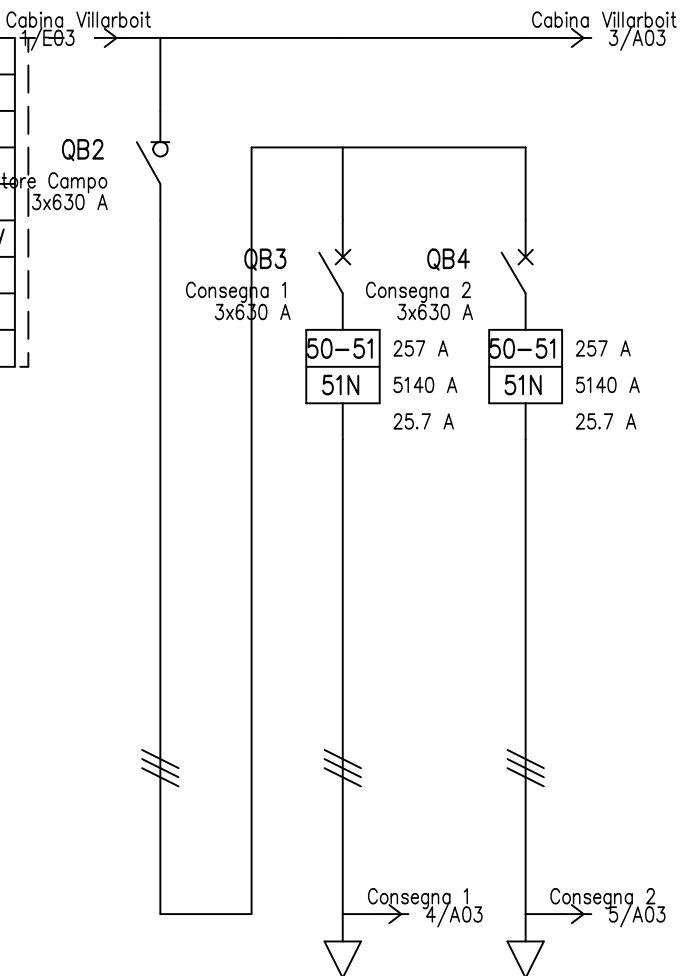 Cabina Villarboit
1/E03
Cabina Villarboit
3/A03
QB2
tore Campo
3x630 A
QB3
Consegna 1
3x630 A
50-51
257 A
51N
5140 A
25.7 A
QB4
Consegna 2
3x630 A
50-51
257 A
51N
5140 A
25.7 A
Consegna 1
4/A03
Consegna 2
5/A03